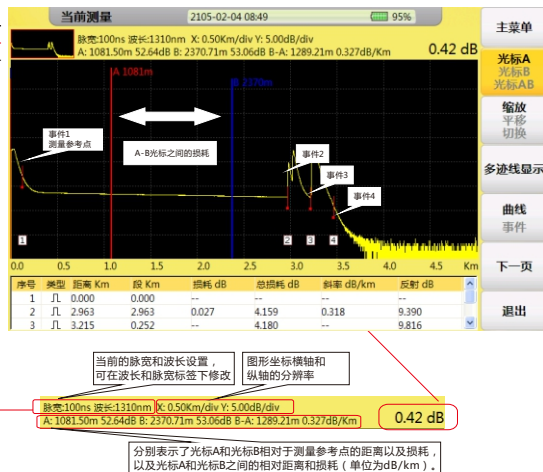 当前测量 2105-02-04 08:49 95%
脉宽:100ns 波长:1310nm X: 0.50Km/div Y: 5.00dB/div
A: 1081.50m 52.64dB B: 2370.71m 53.06dB B-A: 1289.21m 0.327dB/Km 0.42 dB
A 1081m
B 2370m
事件1
测量参考点
A-B光标之间的损耗
事件2
事件3
事件4
1 2 3 4
0.0 0.5 1.0 1.5 2.0 2.5 3.0 3.5 4.0 4.5 Km
序号 类型 距离 Km 段 Km 损耗 dB 总损耗 dB 斜率 dB/km 反射 dB
1 0.000 0.000 -- -- -- --
2 2.963 2.963 0.027 4.159 0.318 9.390
3 3.215 0.252 -- 4.180 -- 9.816
主菜单
光标A
光标B
光标AB
缩放
平移
切换
多迹线显示
曲线
事件
下一页
退出
当前的脉宽和波长设置，
可在波长和脉宽标签下修改
图形坐标横轴和
纵轴的分辨率
脉宽:100ns 波长:1310nm X: 0.50Km/div Y: 5.00dB/div
A: 1081.50m 52.64dB B: 2370.71m 53.06dB B-A: 1289.21m 0.327dB/Km 0.42 dB
分别表示了光标A和光标B相对于测量参考点的距离以及损耗，
以及光标A和光标B之间的相对距离和损耗（单位为dB/km）。